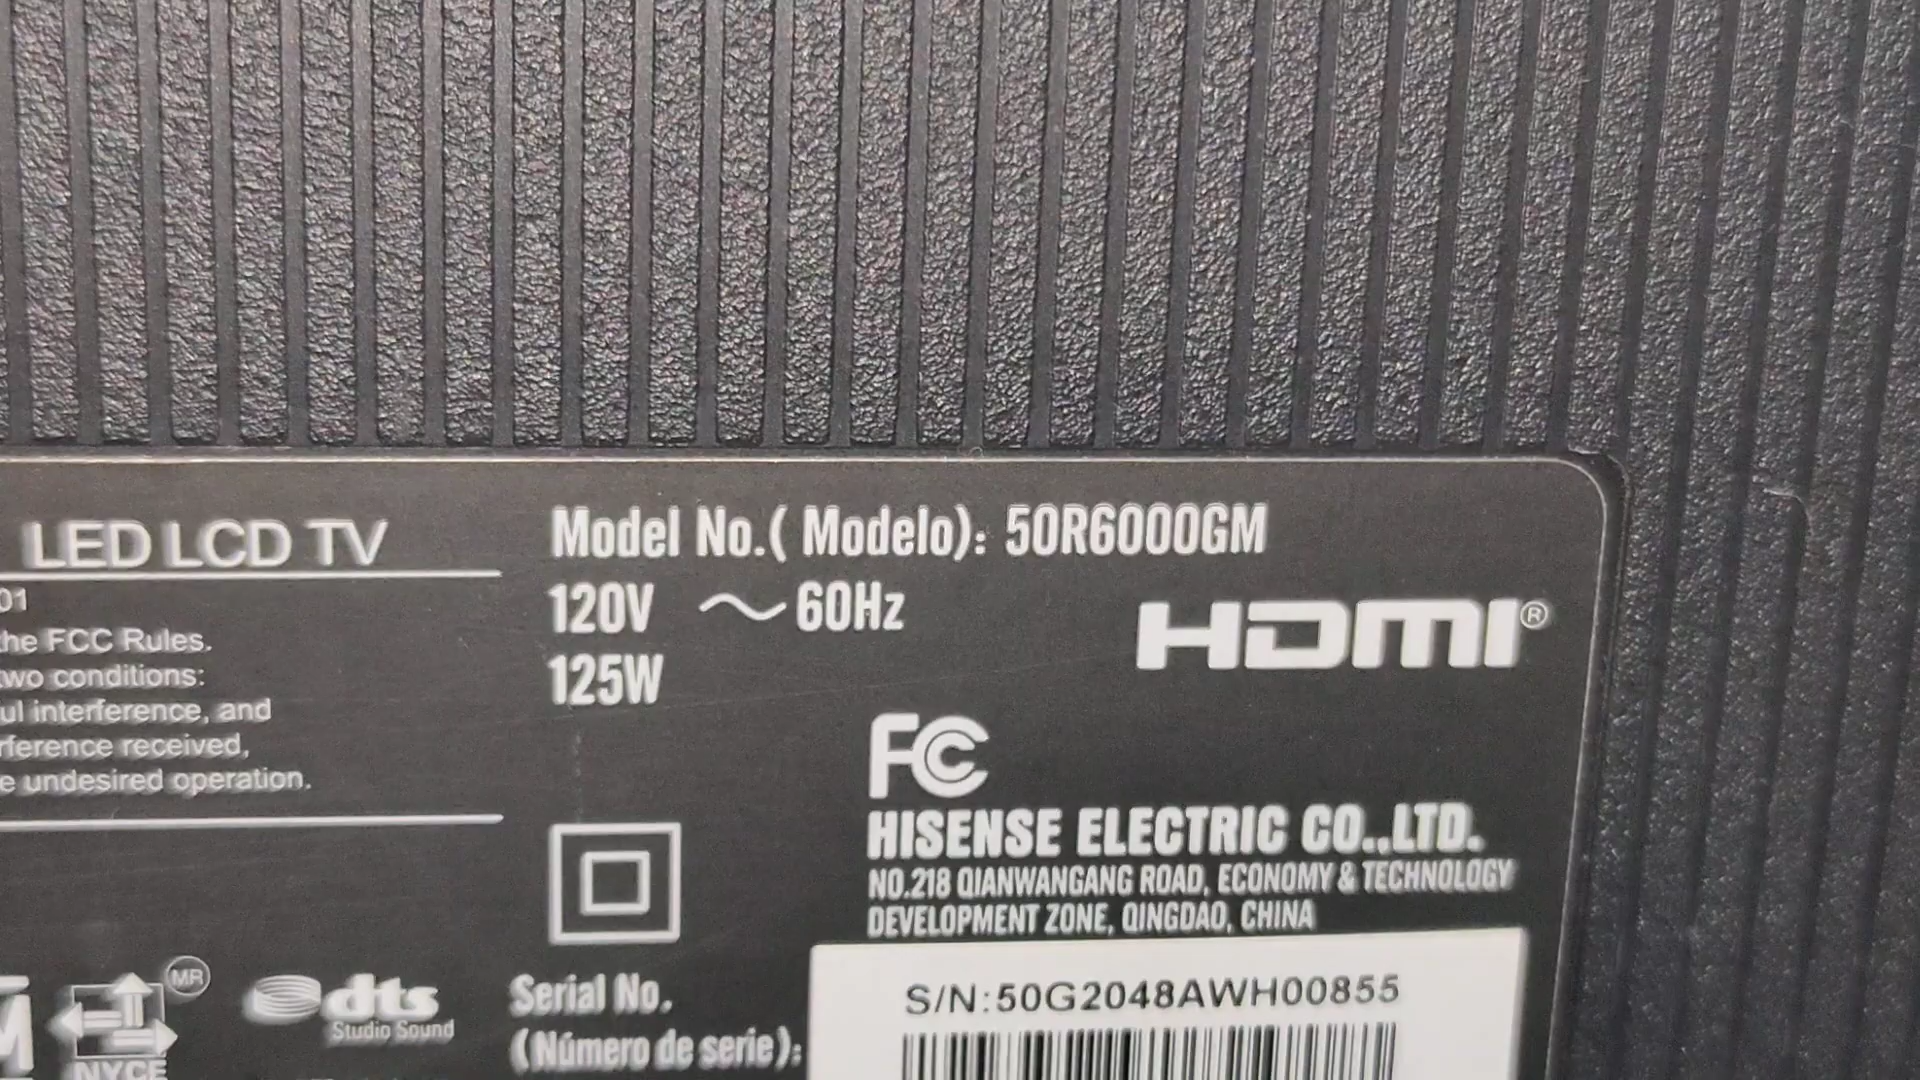 LED LCD TV
01
the FCC Rules.
two conditions:
ul interference, and
rference received,
e undesired operation.
Model No.( Modelo): 50R6000GM
120V ~ 60Hz
125W
HDMI®
FC
HISENSE ELECTRIC CO.,LTD.
NO.218 QIANWANGANG ROAD, ECONOMY & TECHNOLOGY
DEVELOPMENT ZONE, QINGDAO, CHINA
M
MR
NYCE
dts
Studio Sound
Serial No.
(Número de serie):
S/N:50G2048AWH00855